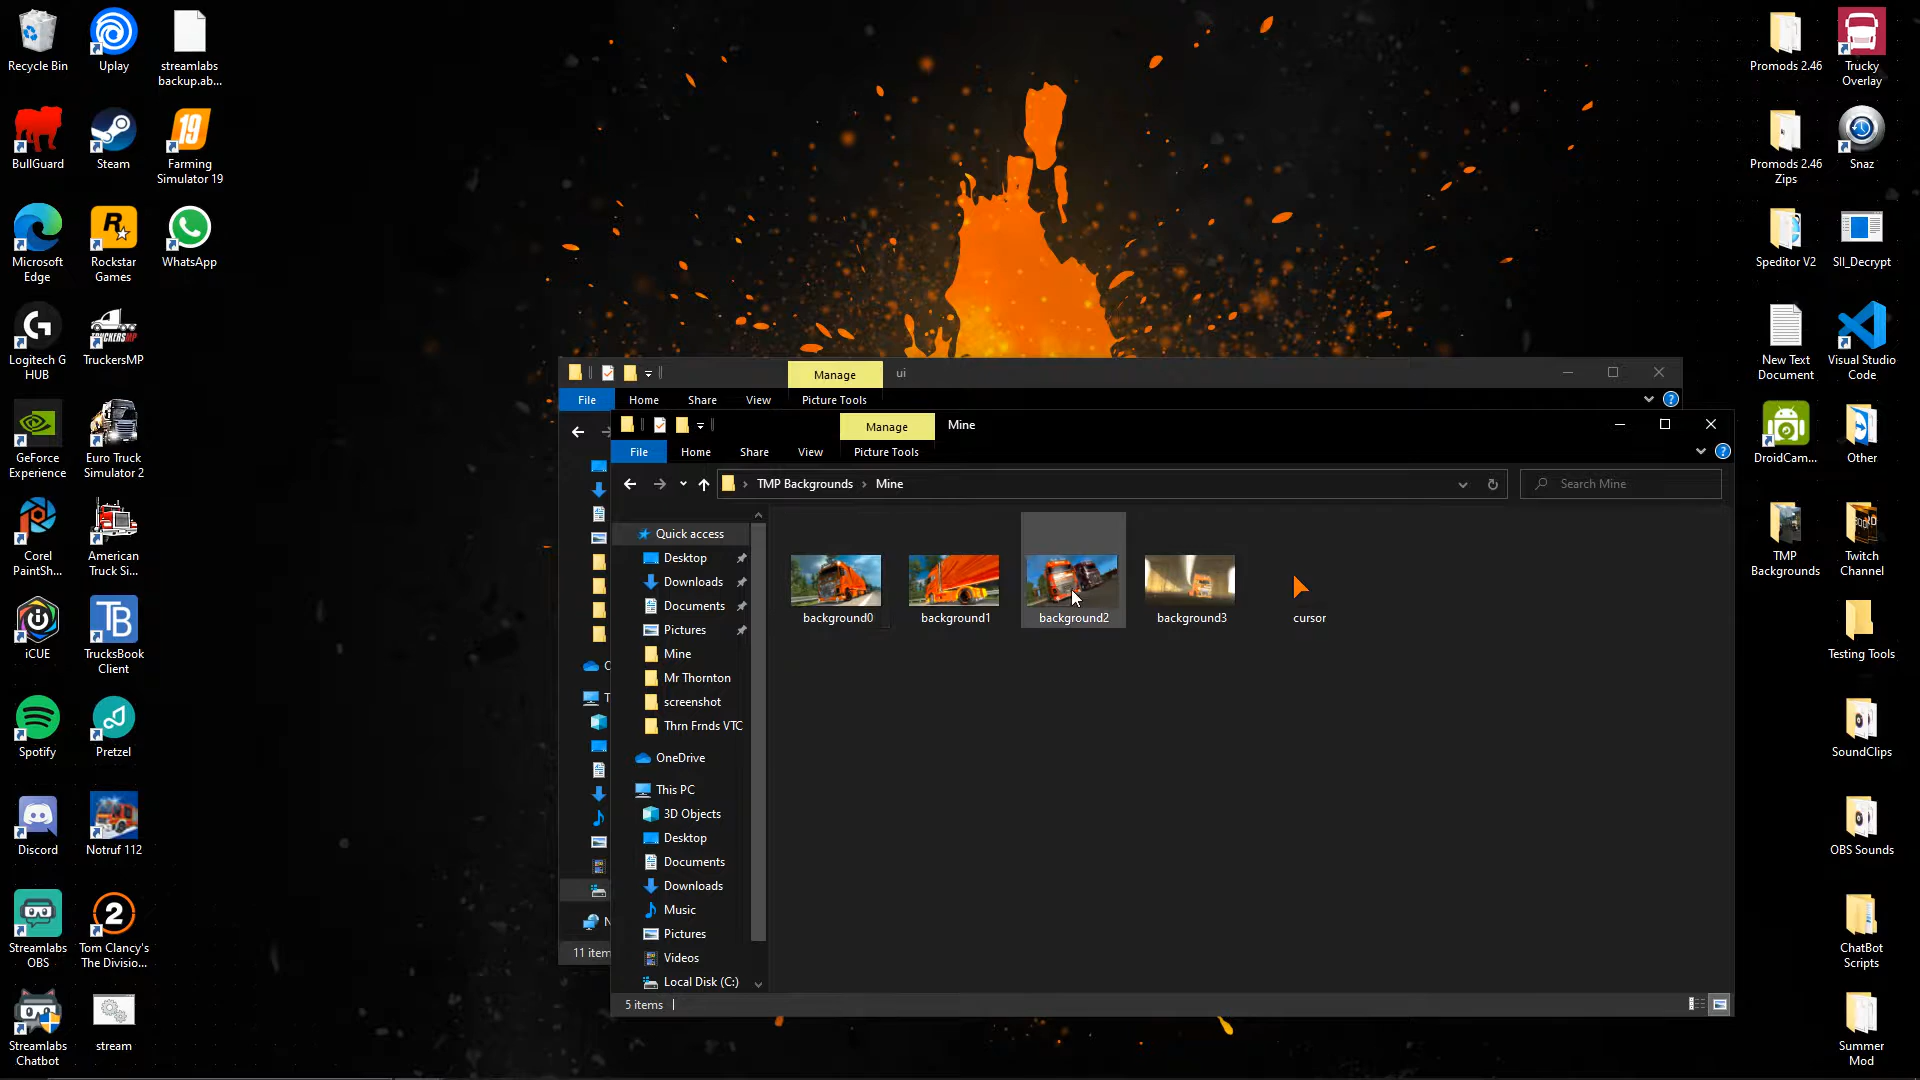 Recycle Bin
Uplay
streamlabs
backup.ab...
BullGuard
Steam
Farming
Simulator 19
Microsoft
Edge
Rockstar
Games
WhatsApp
Logitech G
HUB
TruckersMP
GeForce
Experience
Euro Truck
Simulator 2
Corel
PaintSh...
American
Truck Si...
iCUE
TrucksBook
Client
Spotify
Pretzel
Discord
Notruf 112
Streamlabs
OBS
Tom Clancy's
The Divisio...
Streamlabs
Chatbot
stream
Manage
ui
File
Home
Share
View
Picture Tools
11 item
Manage
Mine
File
Home
Share
View
Picture Tools
TMP Backgrounds
Mine
Search Mine
Quick access
Desktop
Downloads
Documents
Pictures
Mine
Mr Thornton
screenshot
Thrn Frnds VTC
OneDrive
This PC
3D Objects
Desktop
Documents
Downloads
Music
Pictures
Videos
Local Disk (C:)
background0
background1
background2
background3
cursor
5 items
Promods 2.46
Trucky
Overlay
Promods 2.46
Zips
Snaz
Speditor V2
SII_Decrypt
New Text
Document
Visual Studio
Code
DroidCam...
Other
TMP
Backgrounds
Twitch
Channel
Testing Tools
SoundClips
OBS Sounds
ChatBot
Scripts
Summer
Mod